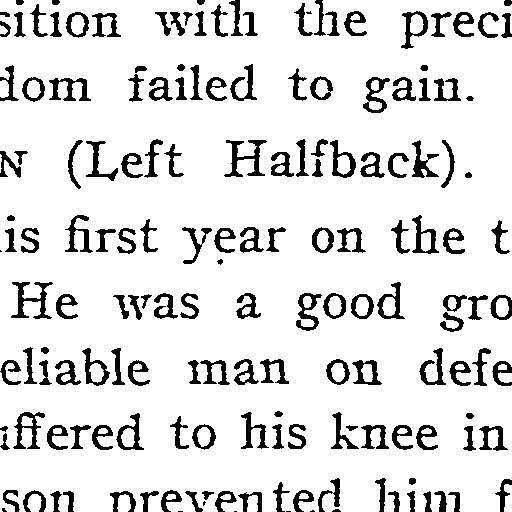 sition with the preci
dom failed to gain.
N (Left Halfback).
is first year on the t
He was a good gro
eliable man on defe
uffered to his knee in
son prevented him f